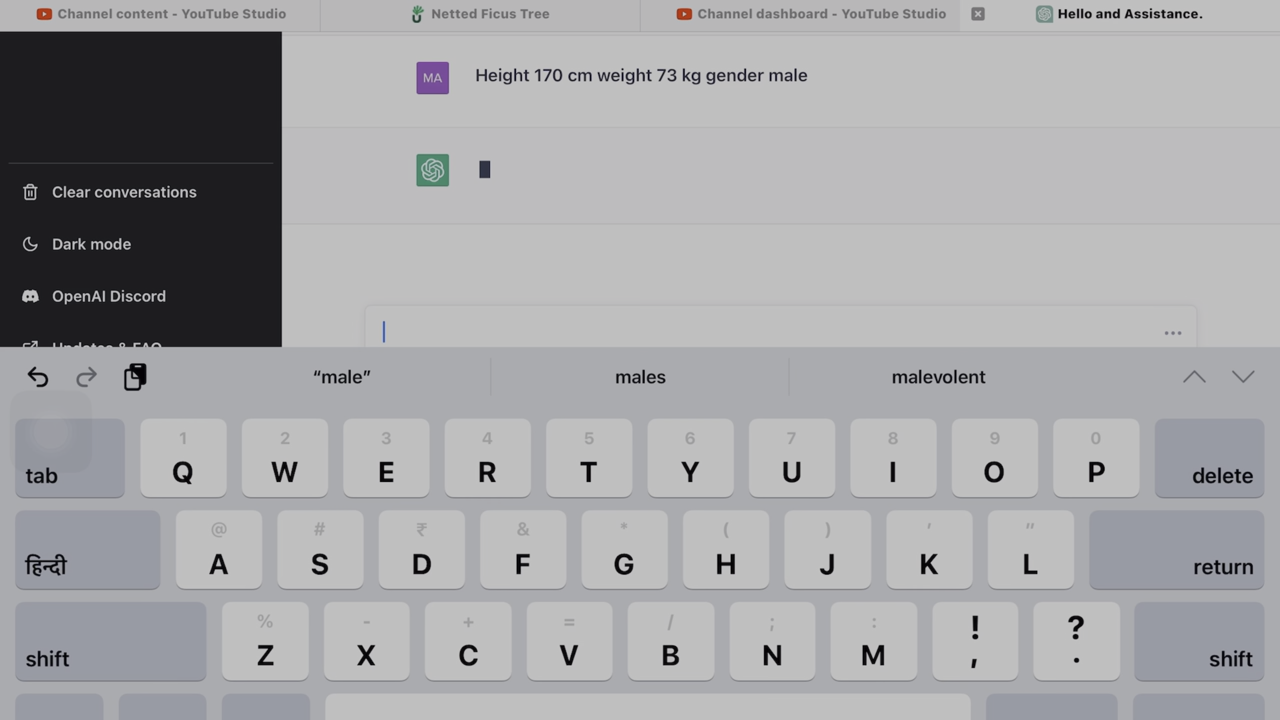 Channel content - YouTube Studio
Netted Ficus Tree
Channel dashboard - YouTube Studio
Hello and Assistance.
MA
Height 170 cm weight 73 kg gender male
Clear conversations
Dark mode
OpenAI Discord
Updates & FAQ
“male”
males
malevolent
1 2 3 4 5 6 7 8 9 0
tab Q W E R T Y U I O P delete
@ # ₹ & * ( ) ' "
हिन्दी A S D F G H J K L return
% - + = / ; : ! ?
shift Z X C V B N M , . shift